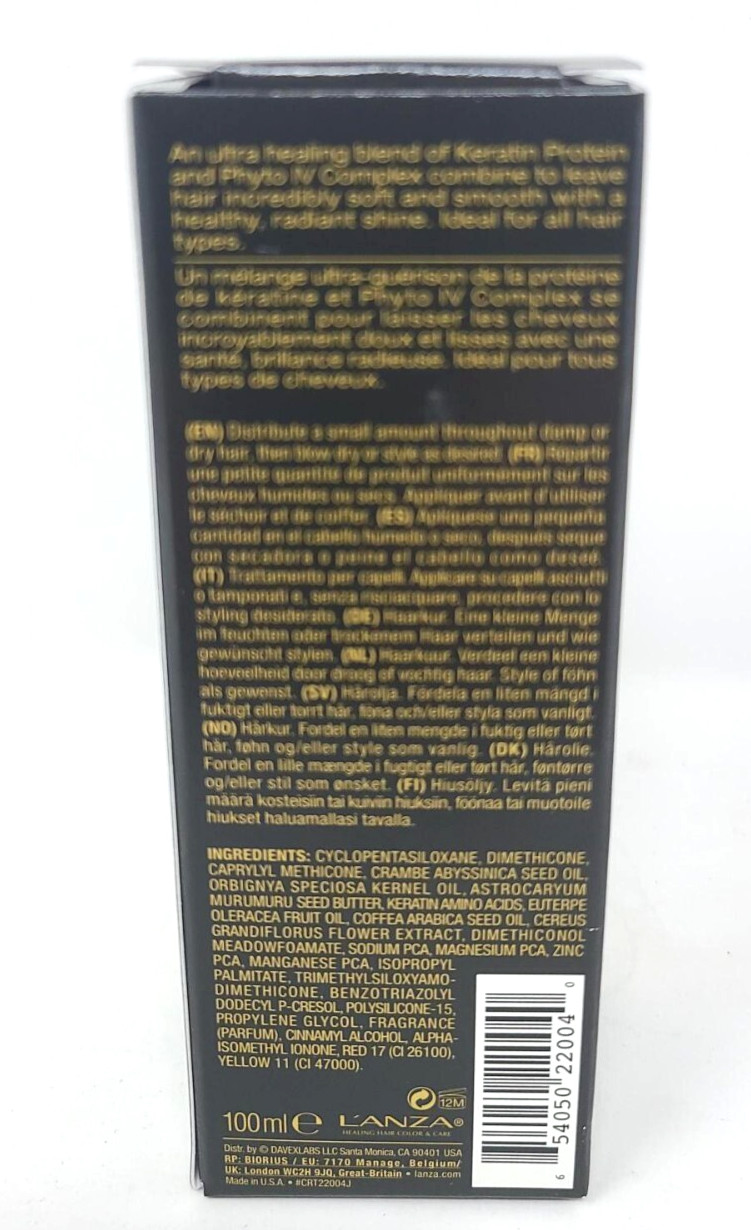 An ultra healing blend of Keratin Protein
and Phyto IV Complex combine to leave
hair incredibly soft and smooth with a
healthy, radiant shine. Ideal for all hair
types.
Un mélange ultra-guérison de la protéine
de kératine et Phyto IV Complex se
combinent pour laisser les cheveux
incroyablement doux et lisses avec une
santé, brillance radieuse. Idéal pour tous
types de cheveux.
(EN) Distribute a small amount throughout damp or
dry hair, then blow dry or style as desired. (FR) Répartir
une petite quantité de produit uniformément sur les
cheveux humides ou secs. Appliquer avant d'utiliser
le séchoir et de coiffer. (ES)
cantidad en el cabello húmedo o seco, después seque
con secadora o peine el cabello como desee.
(IT) Trattamento per capelli. Applicare su capelli asciutti
o tamponati e, senza risciacquare, procedere con lo
styling desiderato. (DE) Haarkur. Eine kleine Menge
im feuchten oder trockenem Haar verteilen und wie
gewünscht stylen. (NL) Haarkuur. Verdeel een kleine
hoeveelheid door droog of vochtig haar. Style of föhn
als gewenst. (SV) Hårolja. Fördela en liten mängd i
fuktigt eller torrt hår, föna och/eller styla som vanligt.
(NO) Hårkur. Fordel en liten mengde i fuktig eller tørt
hår, føhn og/eller style som vanlig. (DK) Hårolie.
Fordel en lille mængde i fugtigt eller tørt hår, føntørre
og/eller stil som ønsket. (FI) Hiusöljy. Levitä pieni
määrä kosteisiin tai kuiviin hiuksiin, föönaa tai muotoile
hiukset haluamallasi tavalla.
INGREDIENTS: CYCLOPENTASILOXANE, DIMETHICONE,
CAPRYLYL METHICONE, CRAMBE ABYSSINICA SEED OIL,
ORBIGNYA SPECIOSA KERNEL OIL, ASTROCARYUM
MURUMURU SEED BUTTER, KERATIN AMINO ACIDS, EUTERPE
OLERACEA FRUIT OIL, COFFEA ARABICA SEED OIL, CEREUS
GRANDIFLORUS FLOWER EXTRACT, DIMETHICONOL
MEADOWFOAMATE, SODIUM PCA, MAGNESIUM PCA, ZINC
PCA, MANGANESE PCA, ISOPROPYL
PALMITATE, TRIMETHYLSILOXYAMO-
DIMETHICONE, BENZOTRIAZOLYL
DODECYL P-CRESOL, POLYSILICONE-15,
PROPYLENE GLYCOL, FRAGRANCE
(PARFUM), CINNAMYL ALCOHOL, ALPHA-
ISOMETHYL IONONE, RED 17 (CI 26100),
YELLOW 11 (CI 47000).
12M
100ml e L'ANZA®
HEALING HAIR COLOR & CARE
Distr. by © DAVEXLABS LLC Santa Monica, CA 90401 USA
RP: BIORIUS / EU: 7170 Manage, Belgium/
UK: London WC2H 9JQ, Great-Britain • lanza.com
Made in U.S.A. • #CRT22004J
6 54050 22004 0